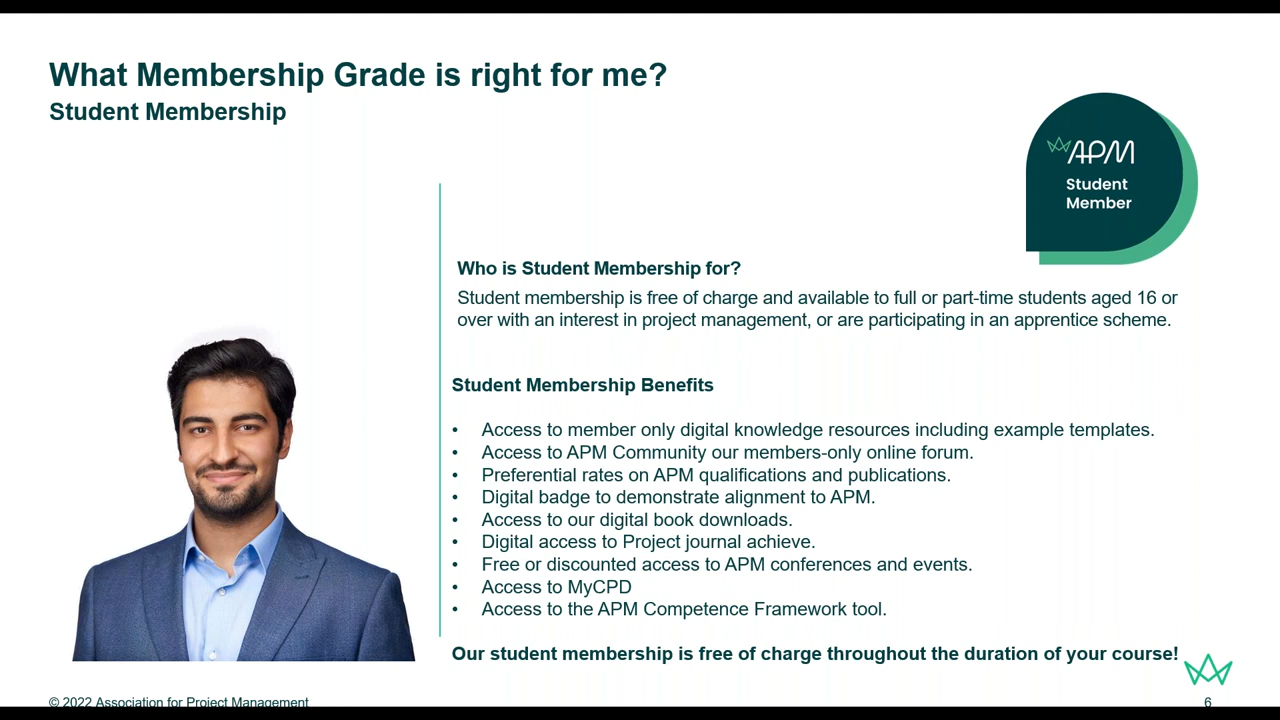 What Membership Grade is right for me?
Student Membership
APM
Student
Member
Who is Student Membership for?
Student membership is free of charge and available to full or part-time students aged 16 or
over with an interest in project management, or are participating in an apprentice scheme.
Student Membership Benefits
• Access to member only digital knowledge resources including example templates.
• Access to APM Community our members-only online forum.
• Preferential rates on APM qualifications and publications.
• Digital badge to demonstrate alignment to APM.
• Access to our digital book downloads.
• Digital access to Project journal achieve.
• Free or discounted access to APM conferences and events.
• Access to MyCPD
• Access to the APM Competence Framework tool.
Our student membership is free of charge throughout the duration of your course!
© 2022 Association for Project Management
6